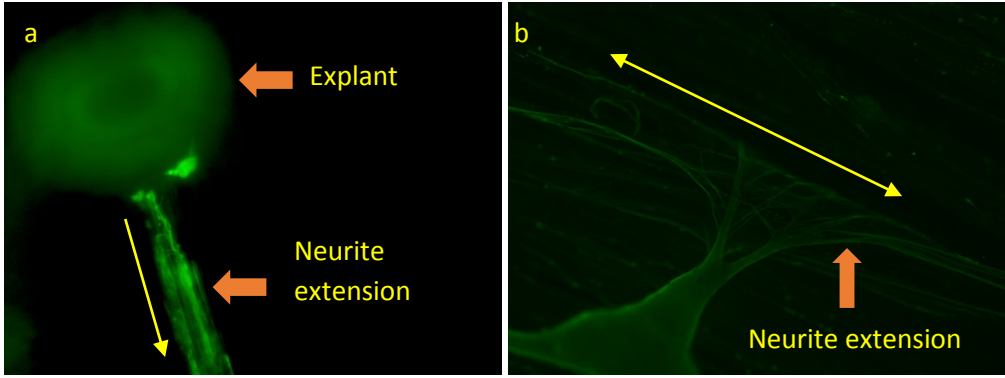 a
Explant
Neurite
extension
b
Neurite extension